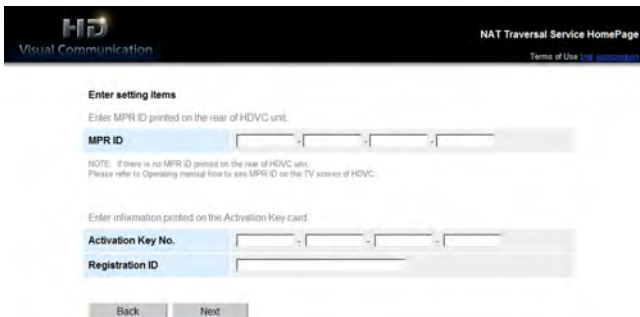 HD
Visual Communication
NAT Traversal Service HomePage
Terms of Use trial subscription
Enter setting items
Enter MPR ID printed on the rear of HDVC unit.
MPR ID - - -
NOTE: If there is no MPR ID printed on the rear of HDVC unit,
Please refer to Operating manual how to see MPR ID on the TV screen of HDVC.
Enter information printed on the Activation Key card.
Activation Key No. - - -
Registration ID
Back Next